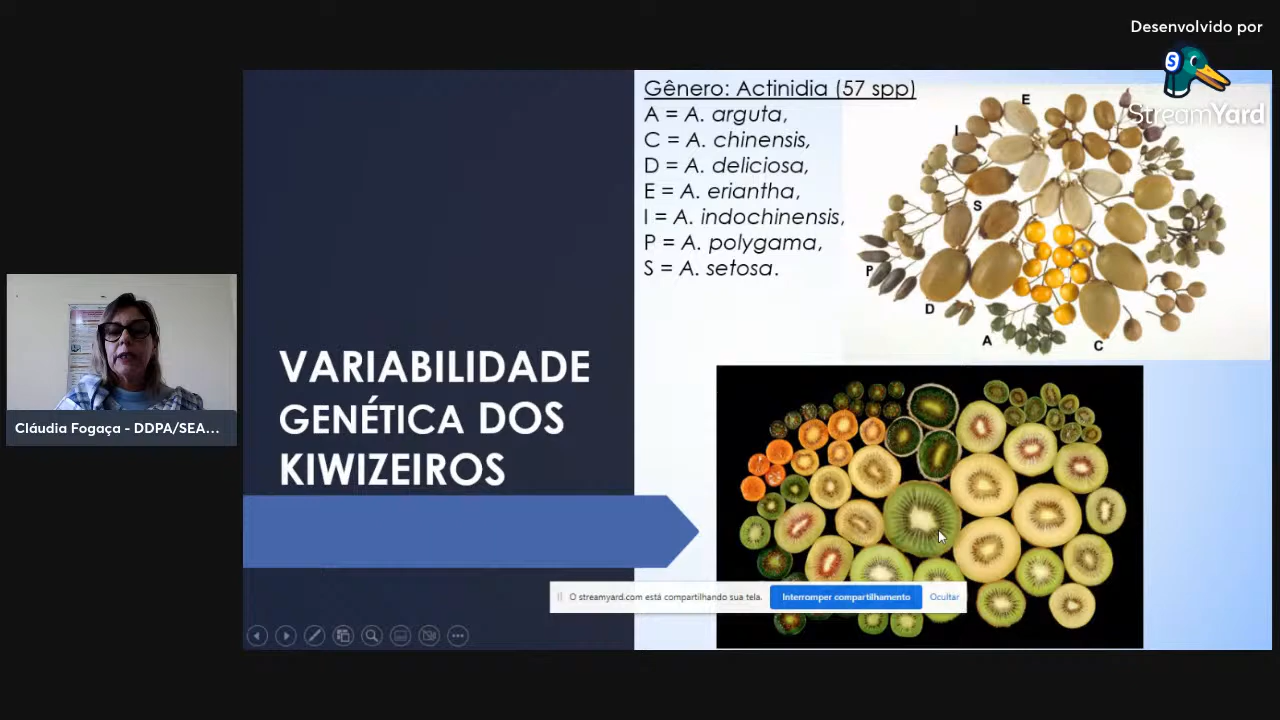 Desenvolvido por
S
StreamYard
Gênero: Actinidia (57 spp)
A = A. arguta,
C = A. chinensis,
D = A. deliciosa,
E = A. eriantha,
I = A. indochinensis,
P = A. polygama,
S = A. setosa.
E
I
S
P
D
A
C
VARIABILIDADE
GENÉTICA DOS
KIWIZEIROS
Cláudia Fogaça - DDPA/SEA...
O streamyard.com está compartilhando sua tela.
Interromper compartilhamento
Ocultar